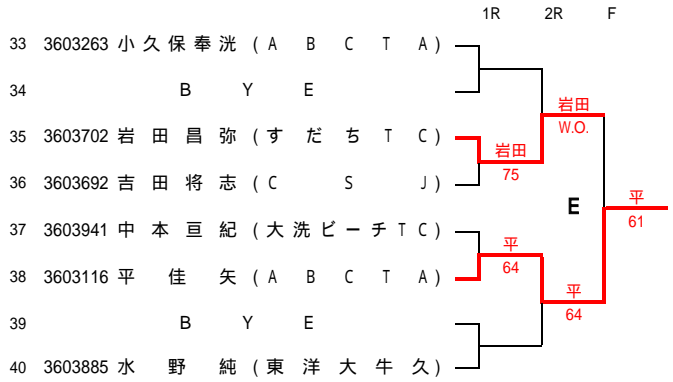 1R 2R F
33 3603263 小久保奉洸 (ABCTA)
34 BYE
岩田
W.O.
35 3603702 岩田昌弥 (すだちTC)
岩田
75
36 3603692 吉田将志 (CSJ)
E
平
61
37 3603941 中本亘紀 (大洗ビーチTC)
平
64
38 3603116 平佳矢 (ABCTA)
平
64
39 BYE
40 3603885 水野純 (東洋大牛久)